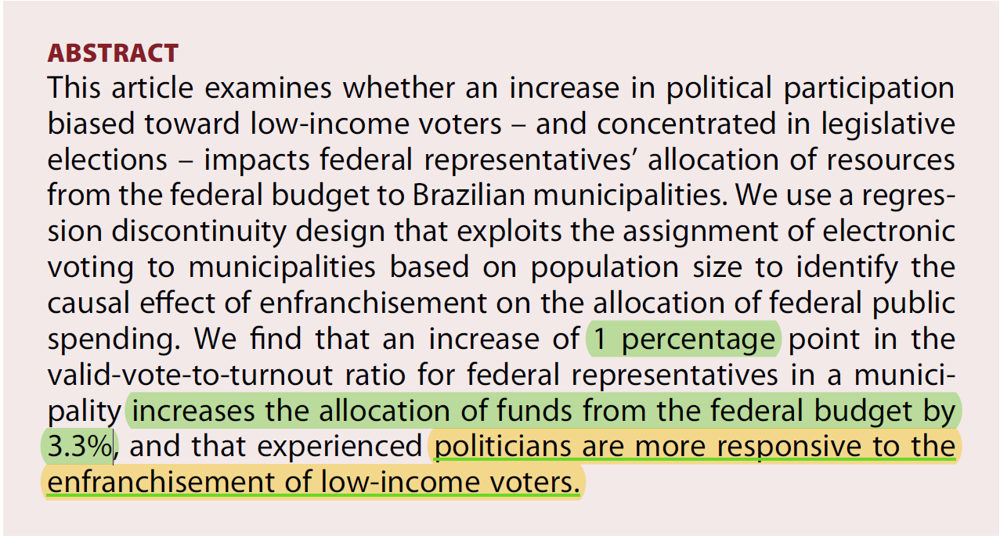 ABSTRACT
This article examines whether an increase in political participation
biased toward low-income voters – and concentrated in legislative
elections – impacts federal representatives’ allocation of resources
from the federal budget to Brazilian municipalities. We use a regres-
sion discontinuity design that exploits the assignment of electronic
voting to municipalities based on population size to identify the
causal effect of enfranchisement on the allocation of federal public
spending. We find that an increase of 1 percentage point in the
valid-vote-to-turnout ratio for federal representatives in a munici-
pality increases the allocation of funds from the federal budget by
3.3%, and that experienced politicians are more responsive to the
enfranchisement of low-income voters.